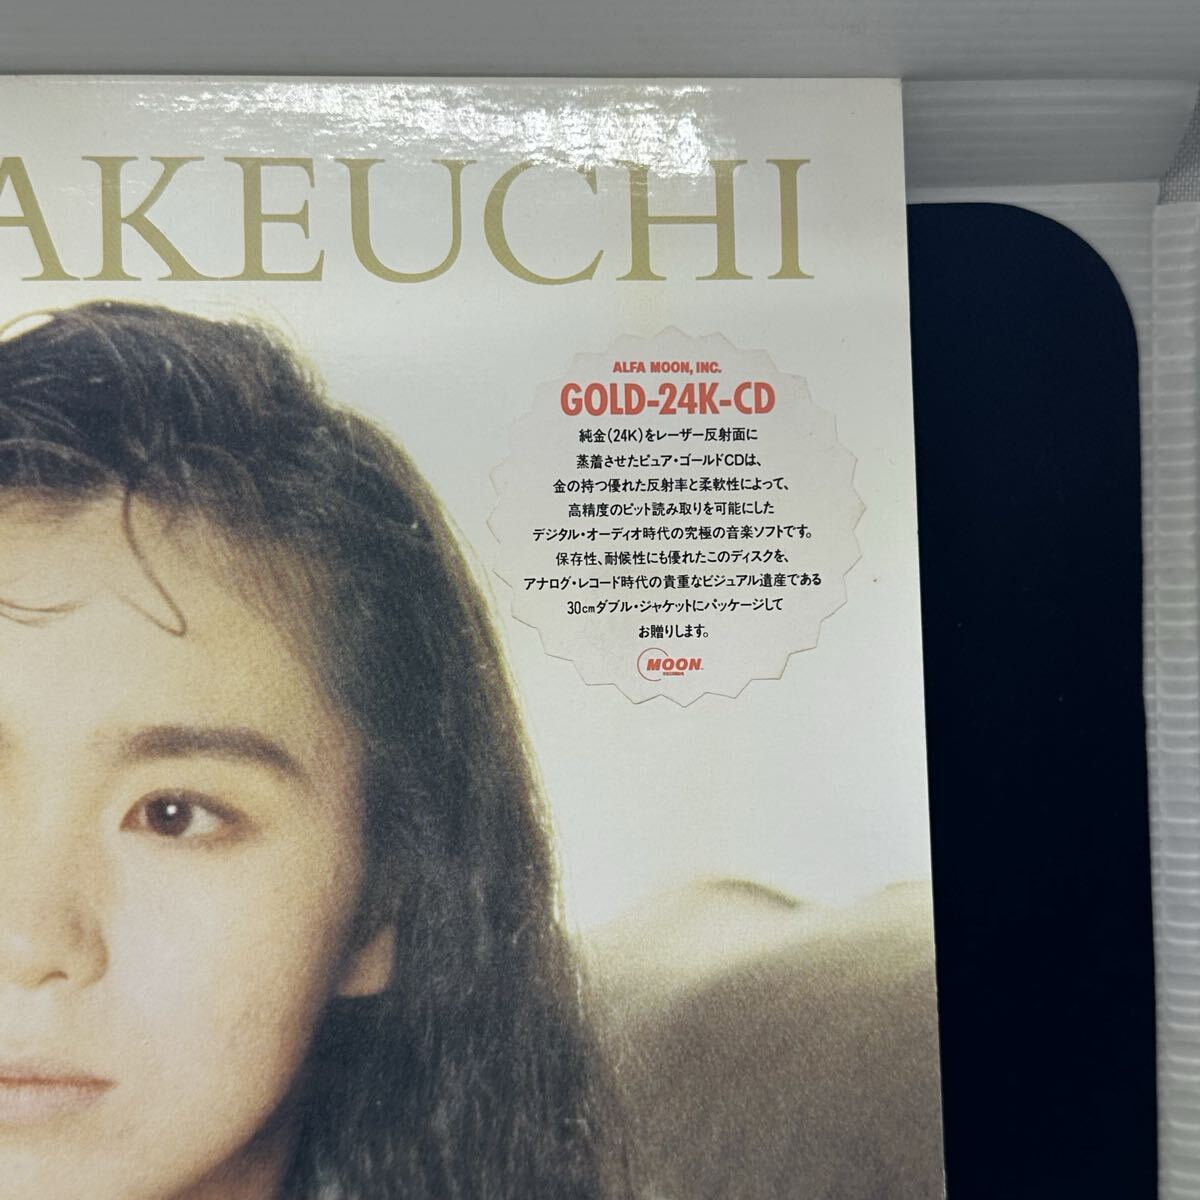 AKEUCHI
ALFA MOON, INC.
GOLD-24K-CD
純金(24K)をレーザー反射面に
蒸着させたピュア・ゴールドCDは、
金の持つ優れた反射率と柔軟性によって、
高精度のピット読み取りを可能にした
デジタル・オーディオ時代の究極の音楽ソフトです。
保存性、耐候性にも優れたこのディスクを、
アナログ・レコード時代の貴重なビジュアル遺産である
30cmダブル・ジャケットにパッケージして
お贈りします。
MOON